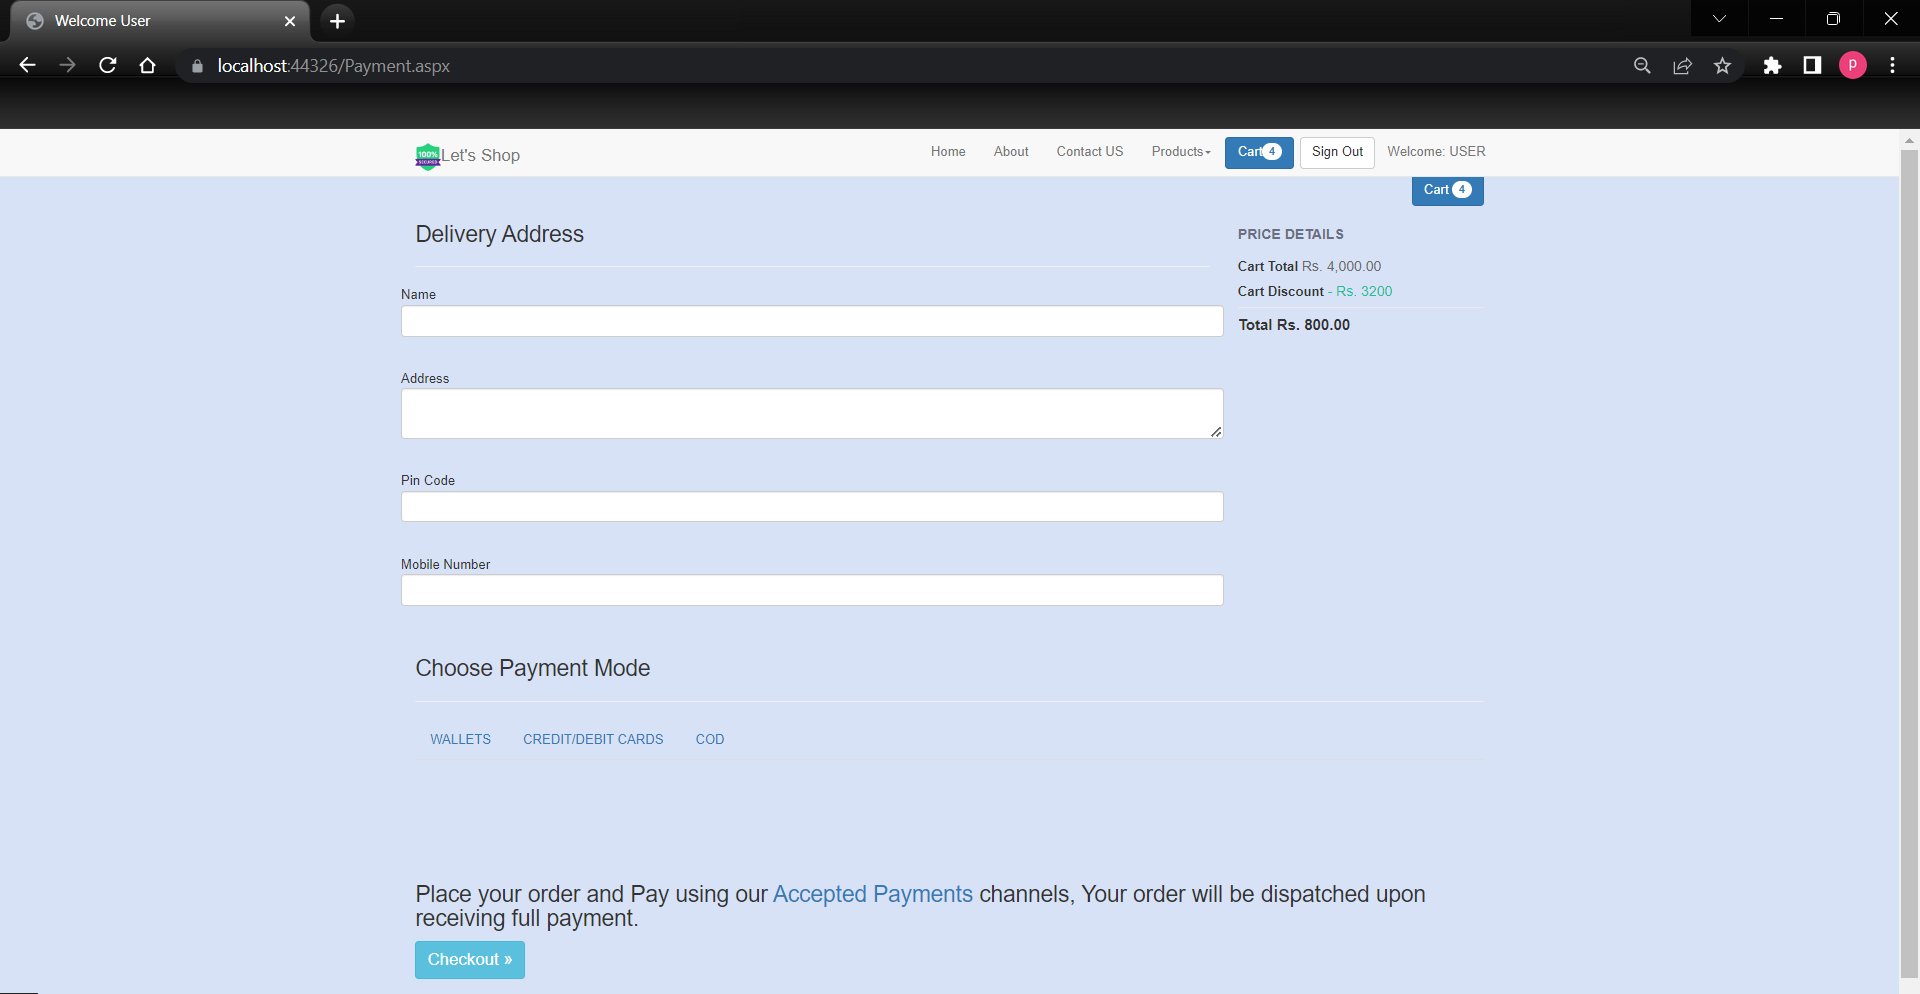 Welcome User
localhost:44326/Payment.aspx
P
100% SECURED
Let's Shop
Home About Contact US Products Cart 4 Sign Out Welcome: USER
Cart 4
Delivery Address
PRICE DETAILS
Cart Total Rs. 4,000.00
Cart Discount - Rs. 3200
Total Rs. 800.00
Name
Address
Pin Code
Mobile Number
Choose Payment Mode
WALLETS CREDIT/DEBIT CARDS COD
Place your order and Pay using our Accepted Payments channels, Your order will be dispatched upon
receiving full payment.
Checkout »